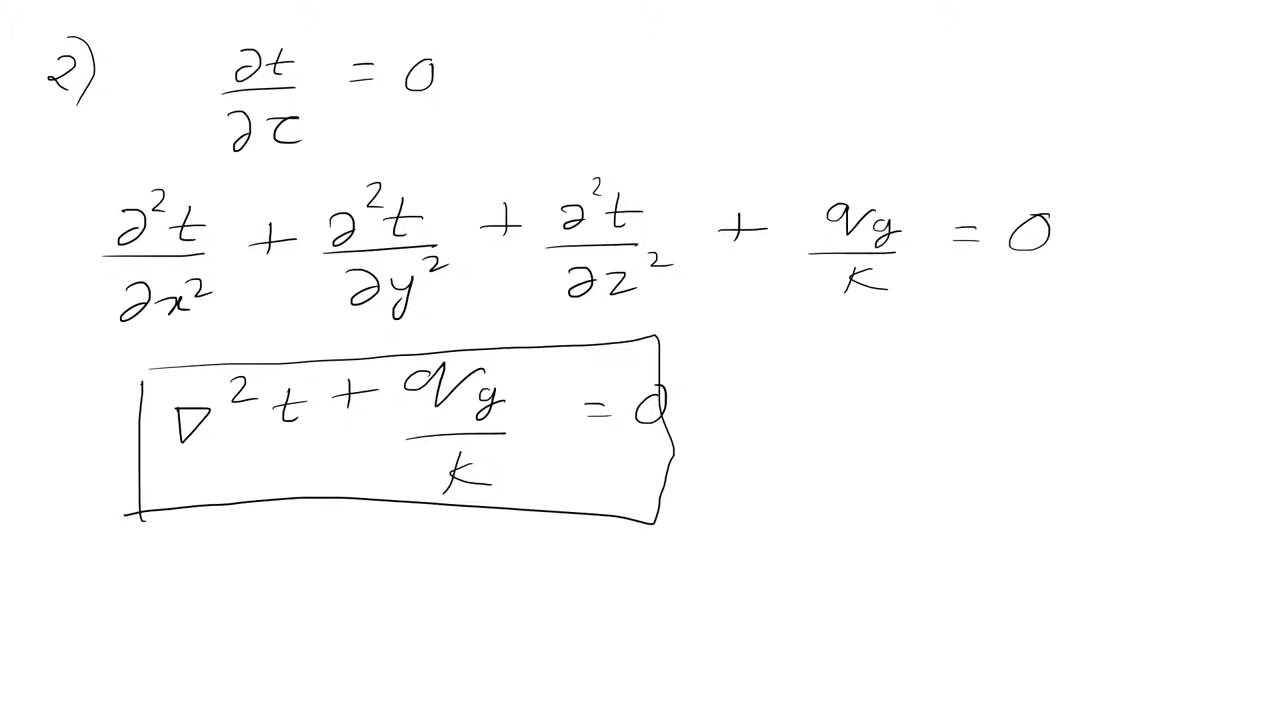 2) ∂t/∂τ = 0
∂²t/∂x² + ∂²t/∂y² + ∂²t/∂z² + q_g/k = 0
∇²t + q_g/k = 0